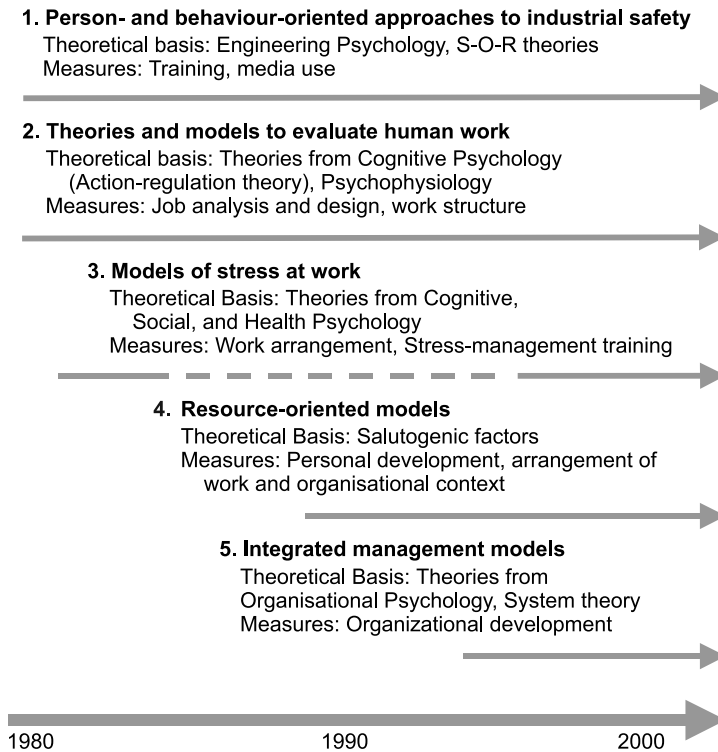 1. Person- and behaviour-oriented approaches to industrial safety
Theoretical basis: Engineering Psychology, S-O-R theories
Measures: Training, media use
2. Theories and models to evaluate human work
Theoretical basis: Theories from Cognitive Psychology
(Action-regulation theory), Psychophysiology
Measures: Job analysis and design, work structure
3. Models of stress at work
Theoretical Basis: Theories from Cognitive,
Social, and Health Psychology
Measures: Work arrangement, Stress-management training
4. Resource-oriented models
Theoretical Basis: Salutogenic factors
Measures: Personal development, arrangement of
work and organisational context
5. Integrated management models
Theoretical Basis: Theories from
Organisational Psychology, System theory
Measures: Organizational development
1980 1990 2000